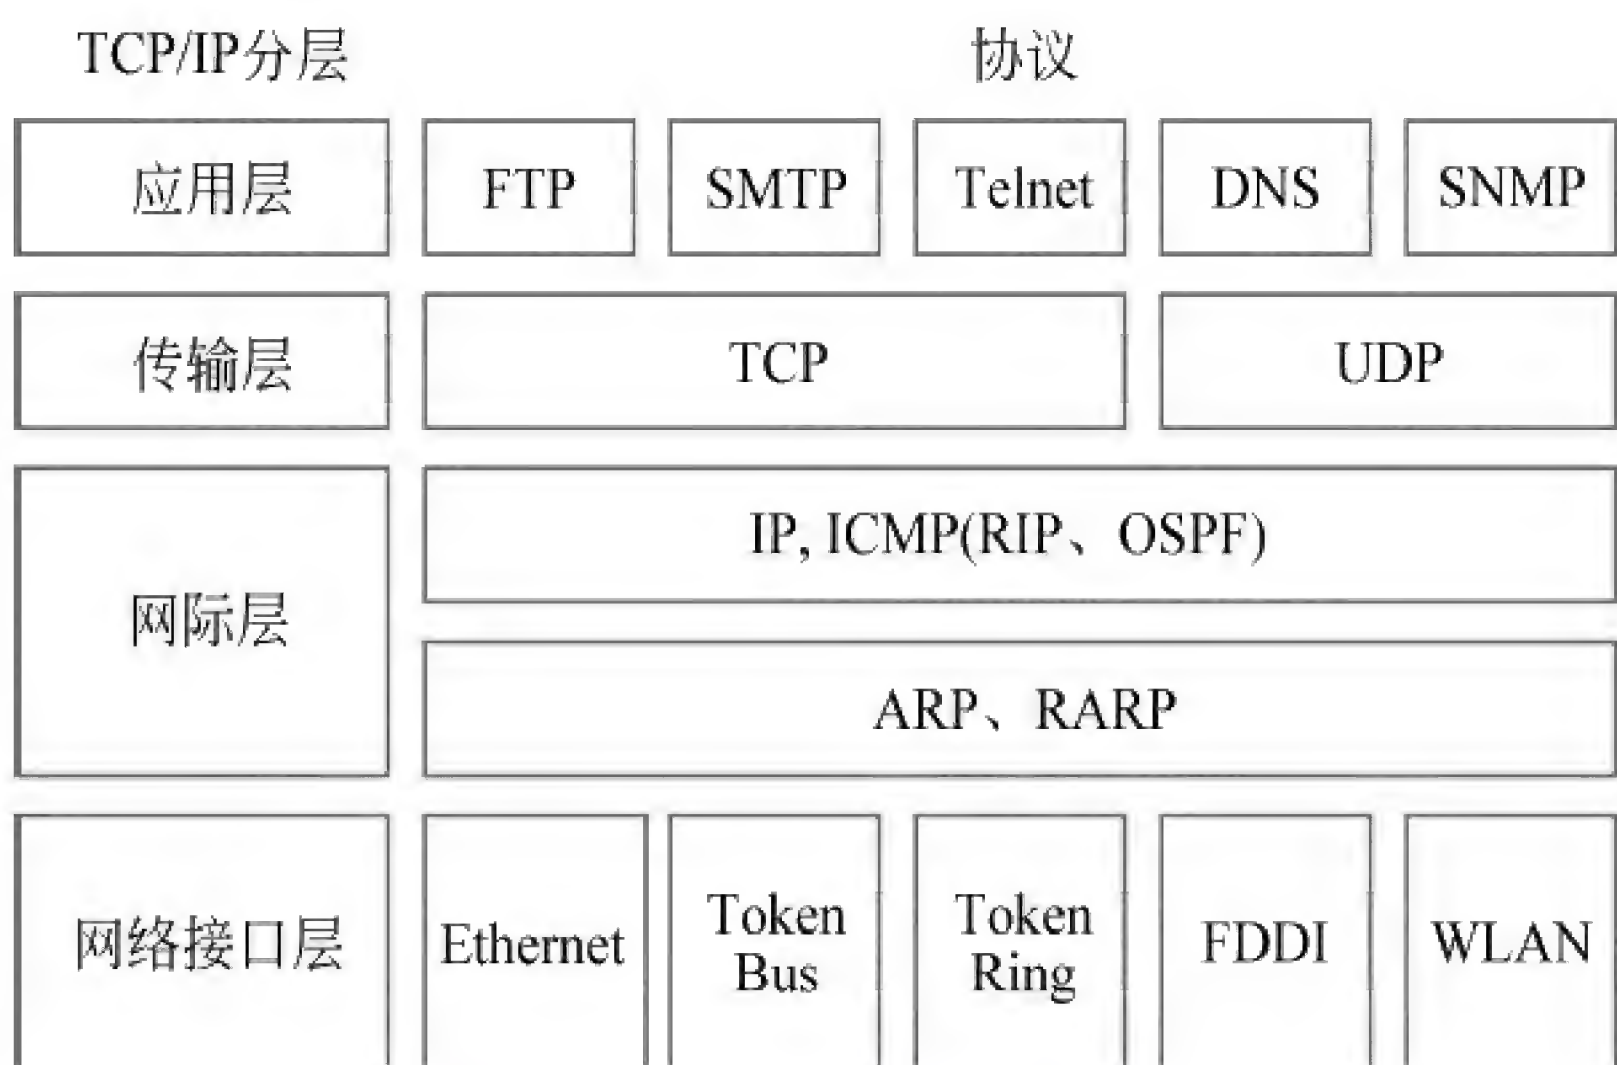 TCP/IP分层 协议
应用层 FTP SMTP Telnet DNS SNMP
传输层 TCP UDP
网际层
IP, ICMP(RIP、OSPF)
ARP、RARP
网络接口层 Ethernet
Token
Bus
Token
Ring
FDDI WLAN